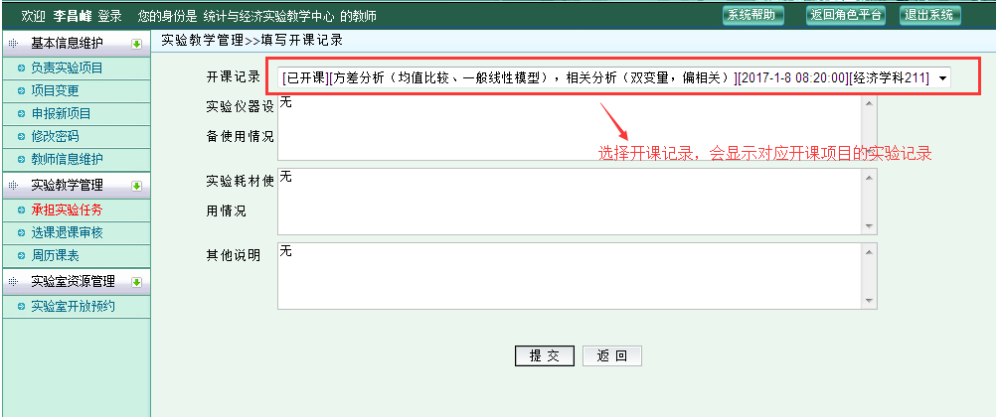 欢迎 李昌峰 登录 您的身份是 统计与经济实验教学中心 的教师
系统帮助 返回角色平台 退出系统
基本信息维护
负责实验项目
项目变更
申报新项目
修改密码
教师信息维护
实验教学管理
承担实验任务
选课退课审核
周历课表
实验室资源管理
实验室开放预约
实验教学管理>>填写开课记录
开课记录 [已开课][方差分析（均值比较、一般线性模型），相关分析（双变量，偏相关）][2017-1-8 08:20:00][经济学科211]
实验仪器设
备使用情况
无
选择开课记录，会显示对应开课项目的实验记录
实验耗材使
用情况
无
其他说明
无
提 交 返 回